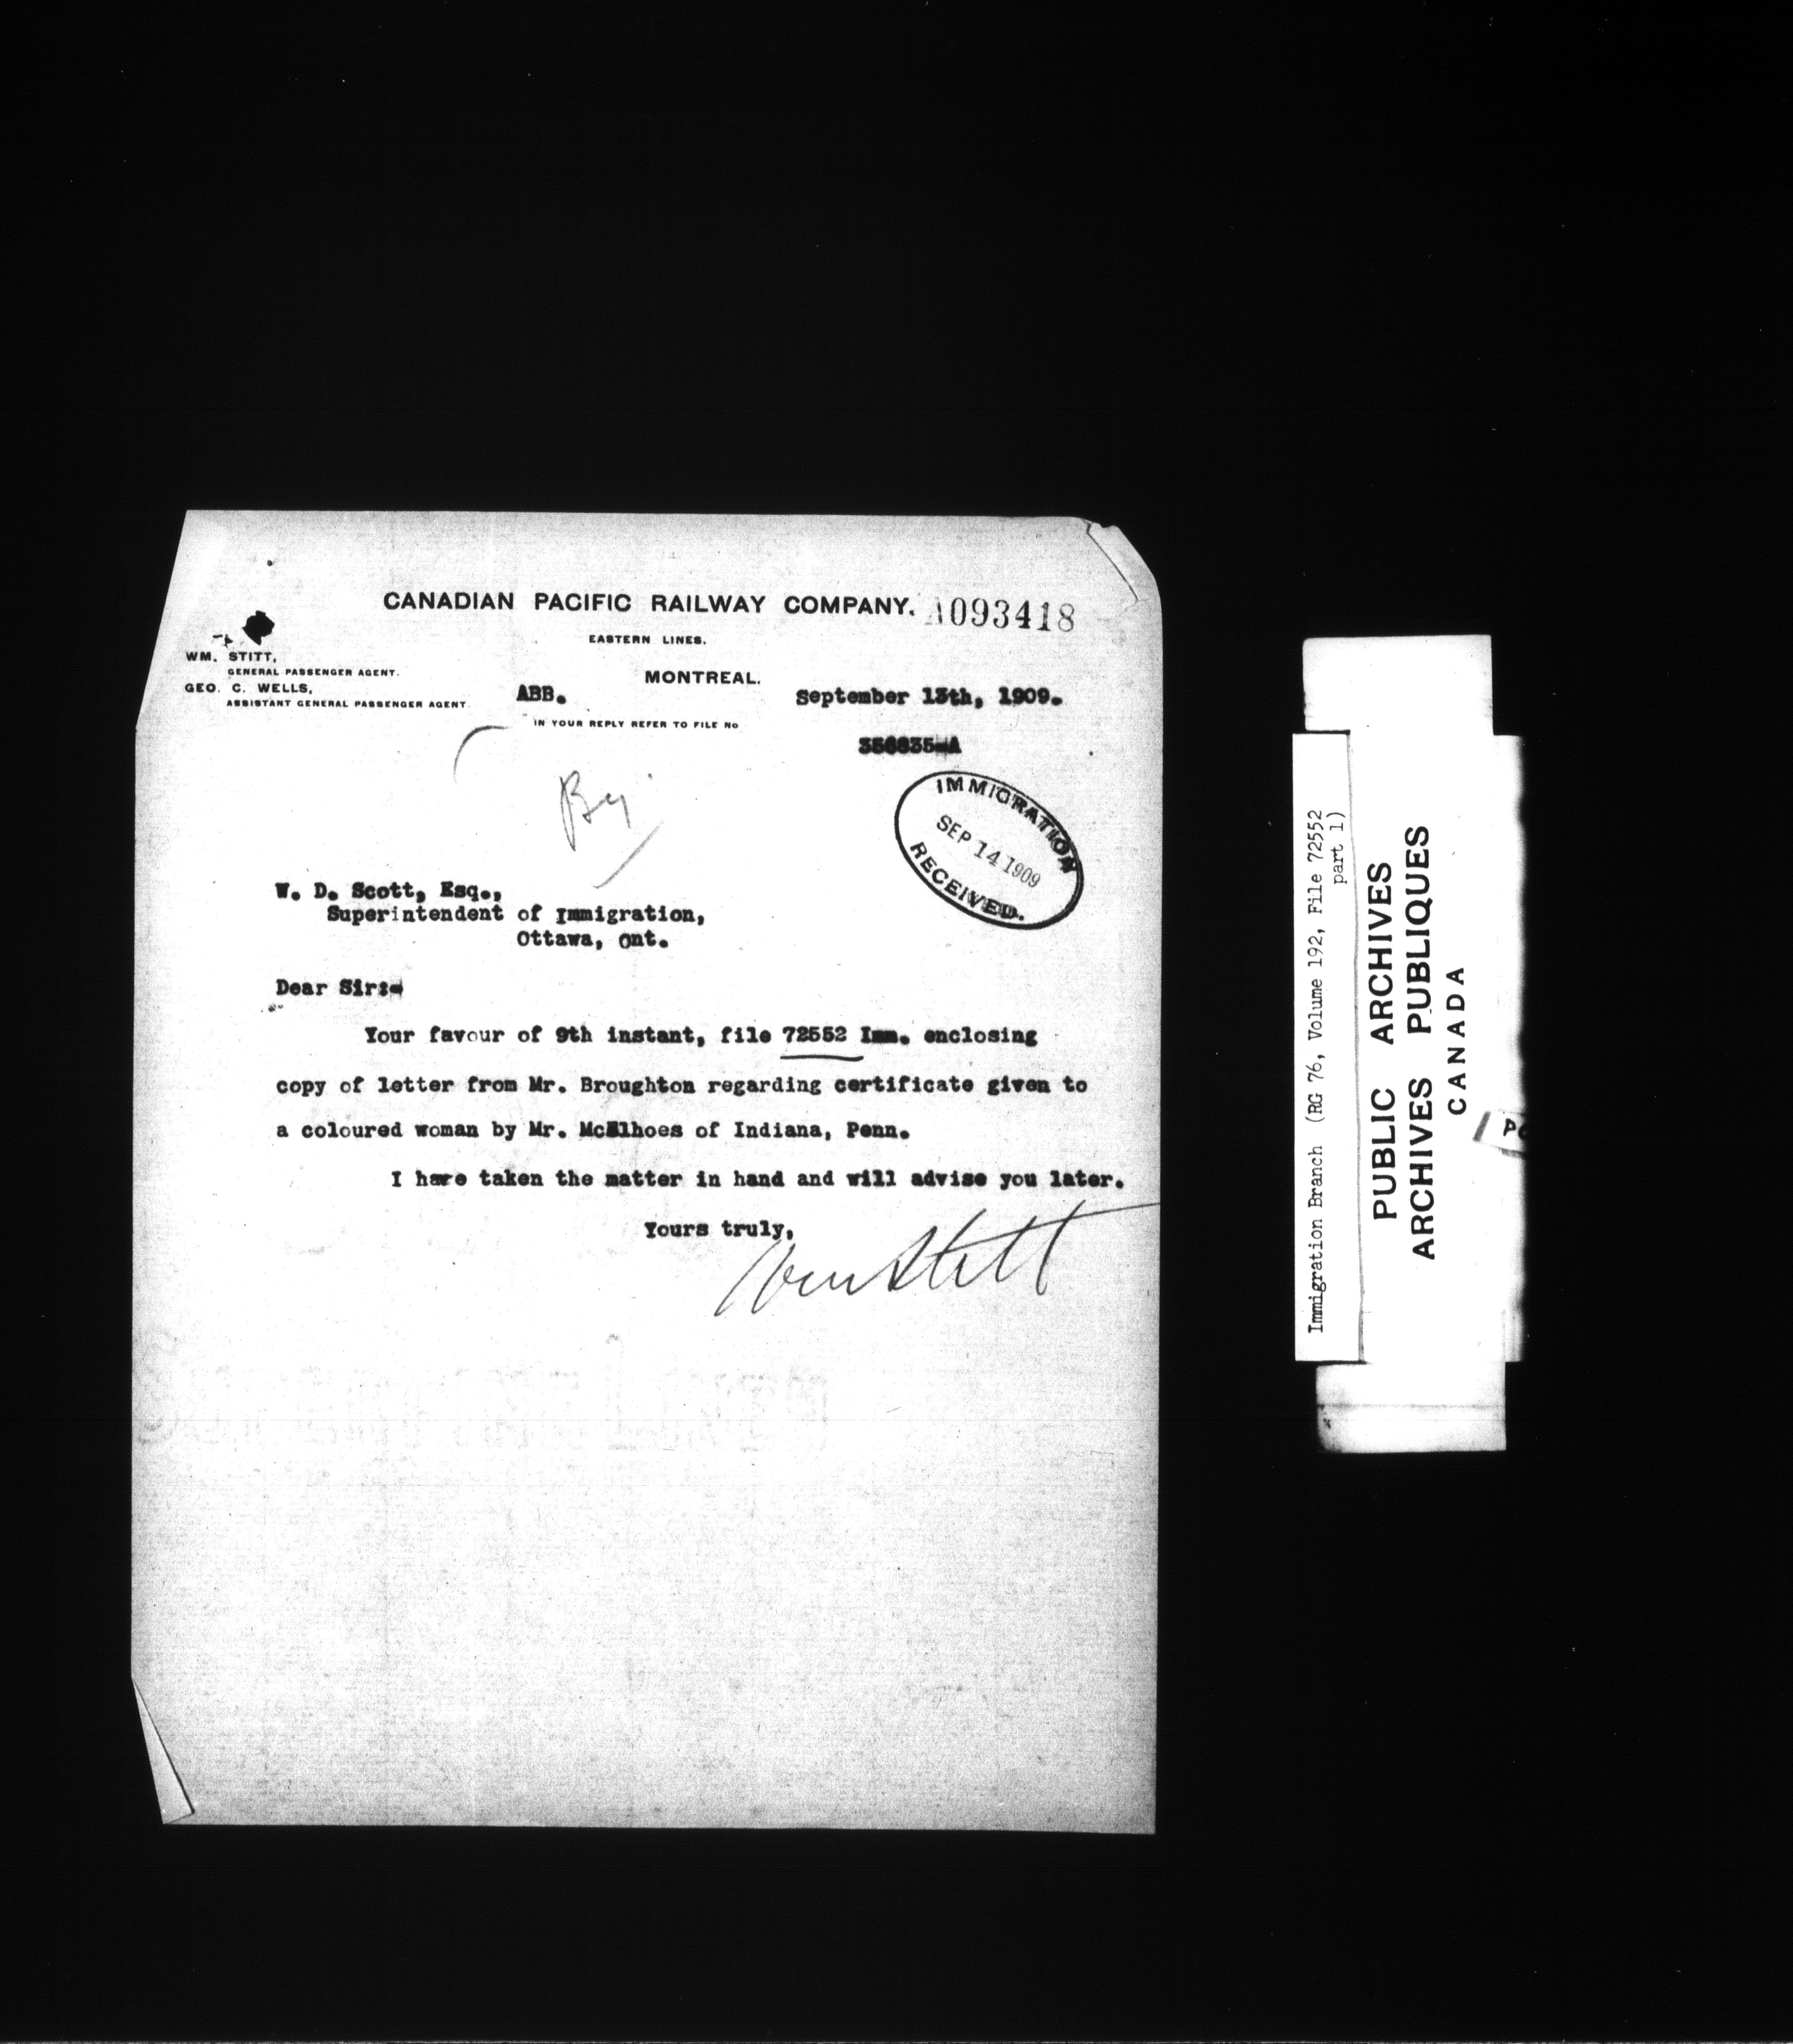 CANADIAN PACIFIC RAILWAY COMPANY. A093418
EASTERN LINES.
WM. STITT,
GENERAL PASSENGER AGENT.
GEO. C. WELLS,
ASSISTANT GENERAL PASSENGER AGENT.
MONTREAL.
ABB. September 13th, 1909.
IN YOUR REPLY REFER TO FILE No
356835-A
IMMIGRATION
SEP 14 1909
RECEIVED.
W. D. Scott, Esq.,
Superintendent of Immigration,
Ottawa, Ont.
Dear Sir:-
Your favour of 9th instant, file 72552 Imm. enclosing
copy of letter from Mr. Broughton regarding certificate given to
a coloured woman by Mr. McElhoes of Indiana, Penn.
I have taken the matter in hand and will advise you later.
Yours truly,
Wm Stitt
Immigration Branch (RG 76, Volume 192, File 72552
part 1)
PUBLIC ARCHIVES
ARCHIVES PUBLIQUES
CANADA